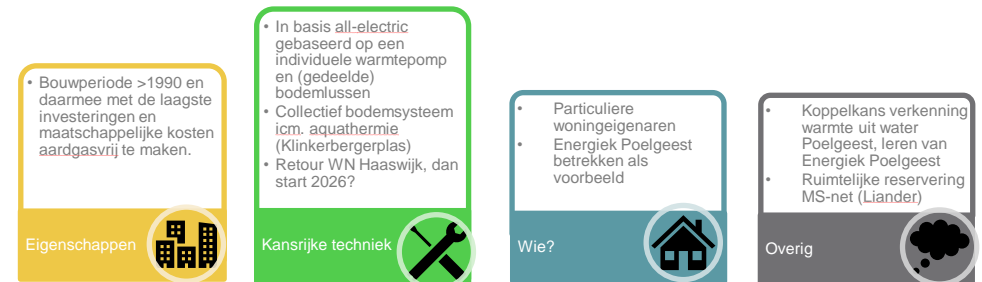 • Bouwperiode >1990 en
daarmee met de laagste
investeringen en
maatschappelijke kosten
aardgasvrij te maken.
Eigenschappen
• In basis all-electric
gebaseerd op een
individuele warmtepomp
en (gedeelde)
bodemlussen
• Collectief bodemsysteem
icm. aquathermie
(Klinkerbergerplas)
• Retour WN Haaswijk, dan
start 2026?
Kansrijke techniek
• Particuliere
woningeigenaren
• Energiek Poelgeest
betrekken als
voorbeeld
Wie?
• Koppelkans verkenning
warmte uit water
Poelgeest, leren van
Energiek Poelgeest
• Ruimtelijke reservering
MS-net (Liander)
Overig